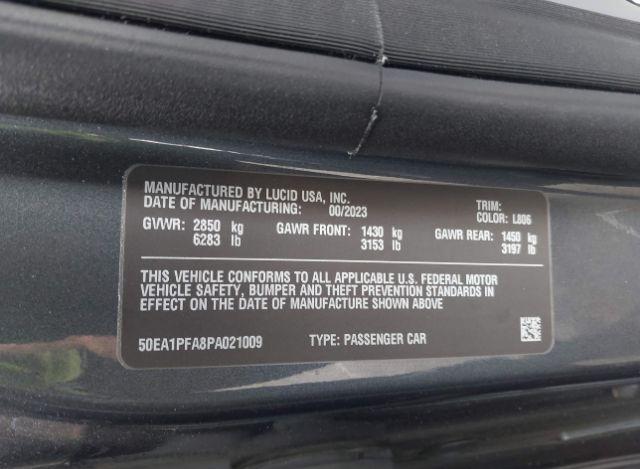 MANUFACTURED BY LUCID USA, INC.
DATE OF MANUFACTURING: 00/2023
TRIM:
COLOR: L806
GVWR: 2850 kg GAWR FRONT: 1430 kg GAWR REAR: 1450 kg
6283 lb 3153 lb 3197 lb
THIS VEHICLE CONFORMS TO ALL APPLICABLE U.S. FEDERAL MOTOR
VEHICLE SAFETY, BUMPER AND THEFT PREVENTION STANDARDS IN
EFFECT ON THE DATE OF MANUFACTURE SHOWN ABOVE
50EA1PFA8PA021009 TYPE: PASSENGER CAR